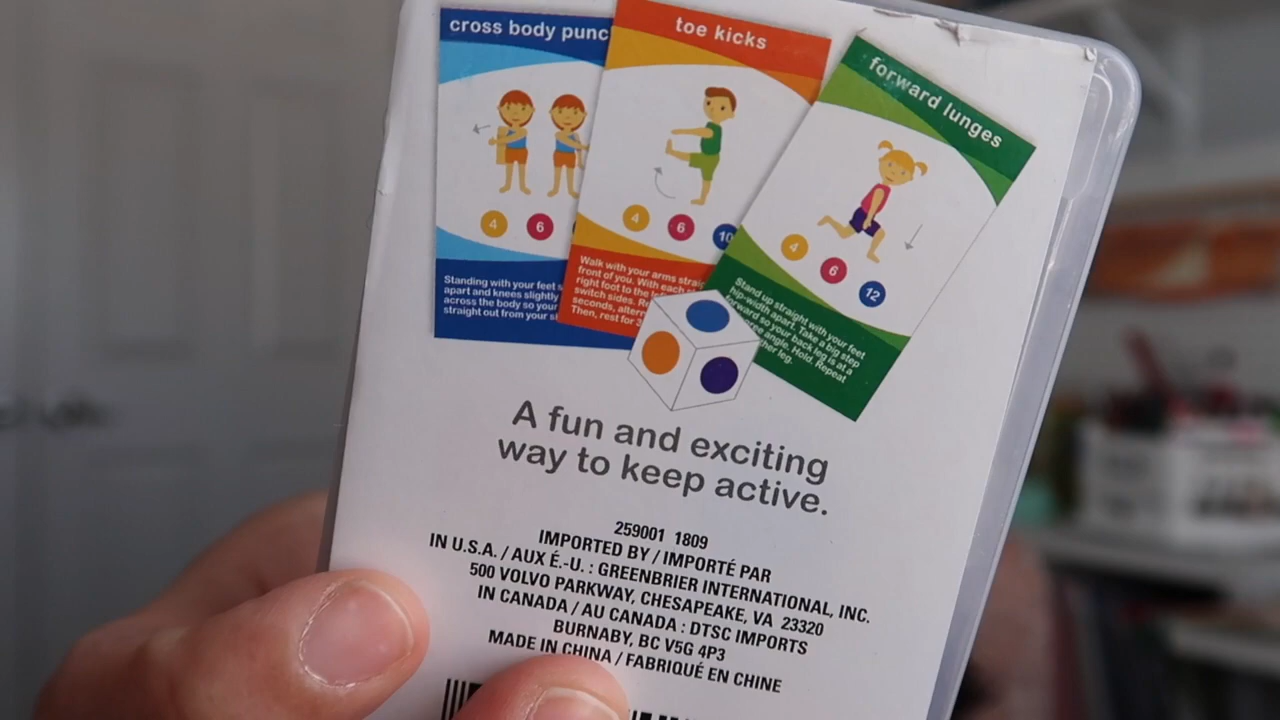 cross body punc
4 6
Standing with your feet s
apart and knees slightly
across the body so your
straight out from your s
toe kicks
4 6 10
Walk with your arms straig
front of you. With each s
right foot to the le
switch sides. Re
seconds, altern
Then, rest for 3
forward lunges
4 6 12
Stand up straight with your feet
hip-width apart. Take a big step
forward so your back leg is at a
ree angle. Hold. Repeat
ther leg.
A fun and exciting
way to keep active.
259001 1809
IMPORTED BY / IMPORTÉ PAR
IN U.S.A. / AUX É.-U. : GREENBRIER INTERNATIONAL, INC.
500 VOLVO PARKWAY, CHESAPEAKE, VA 23320
IN CANADA / AU CANADA : DTSC IMPORTS
BURNABY, BC V5G 4P3
MADE IN CHINA / FABRIQUÉ EN CHINE